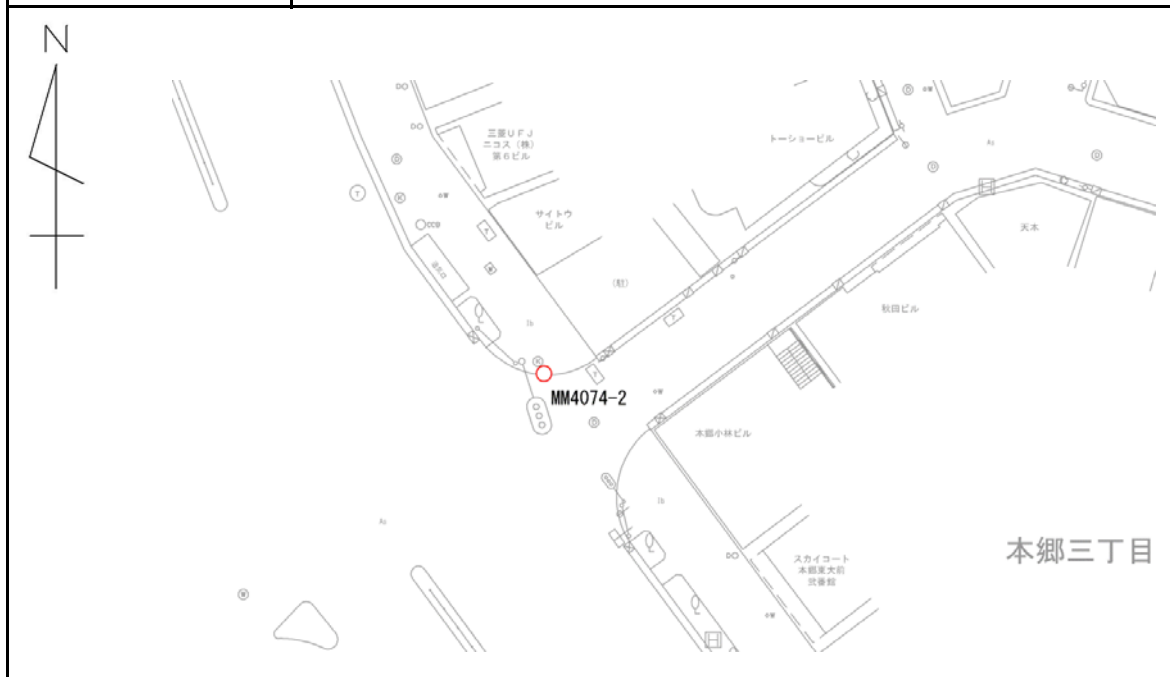 N
三菱UFJ
ニコス（株）
第6ビル
トーショービル
サイトウ
ビル
（駐）
天本
秋田ビル
MM4074-2
本郷小林ビル
本郷三丁目
スカイコート
本郷東大前
弐番館